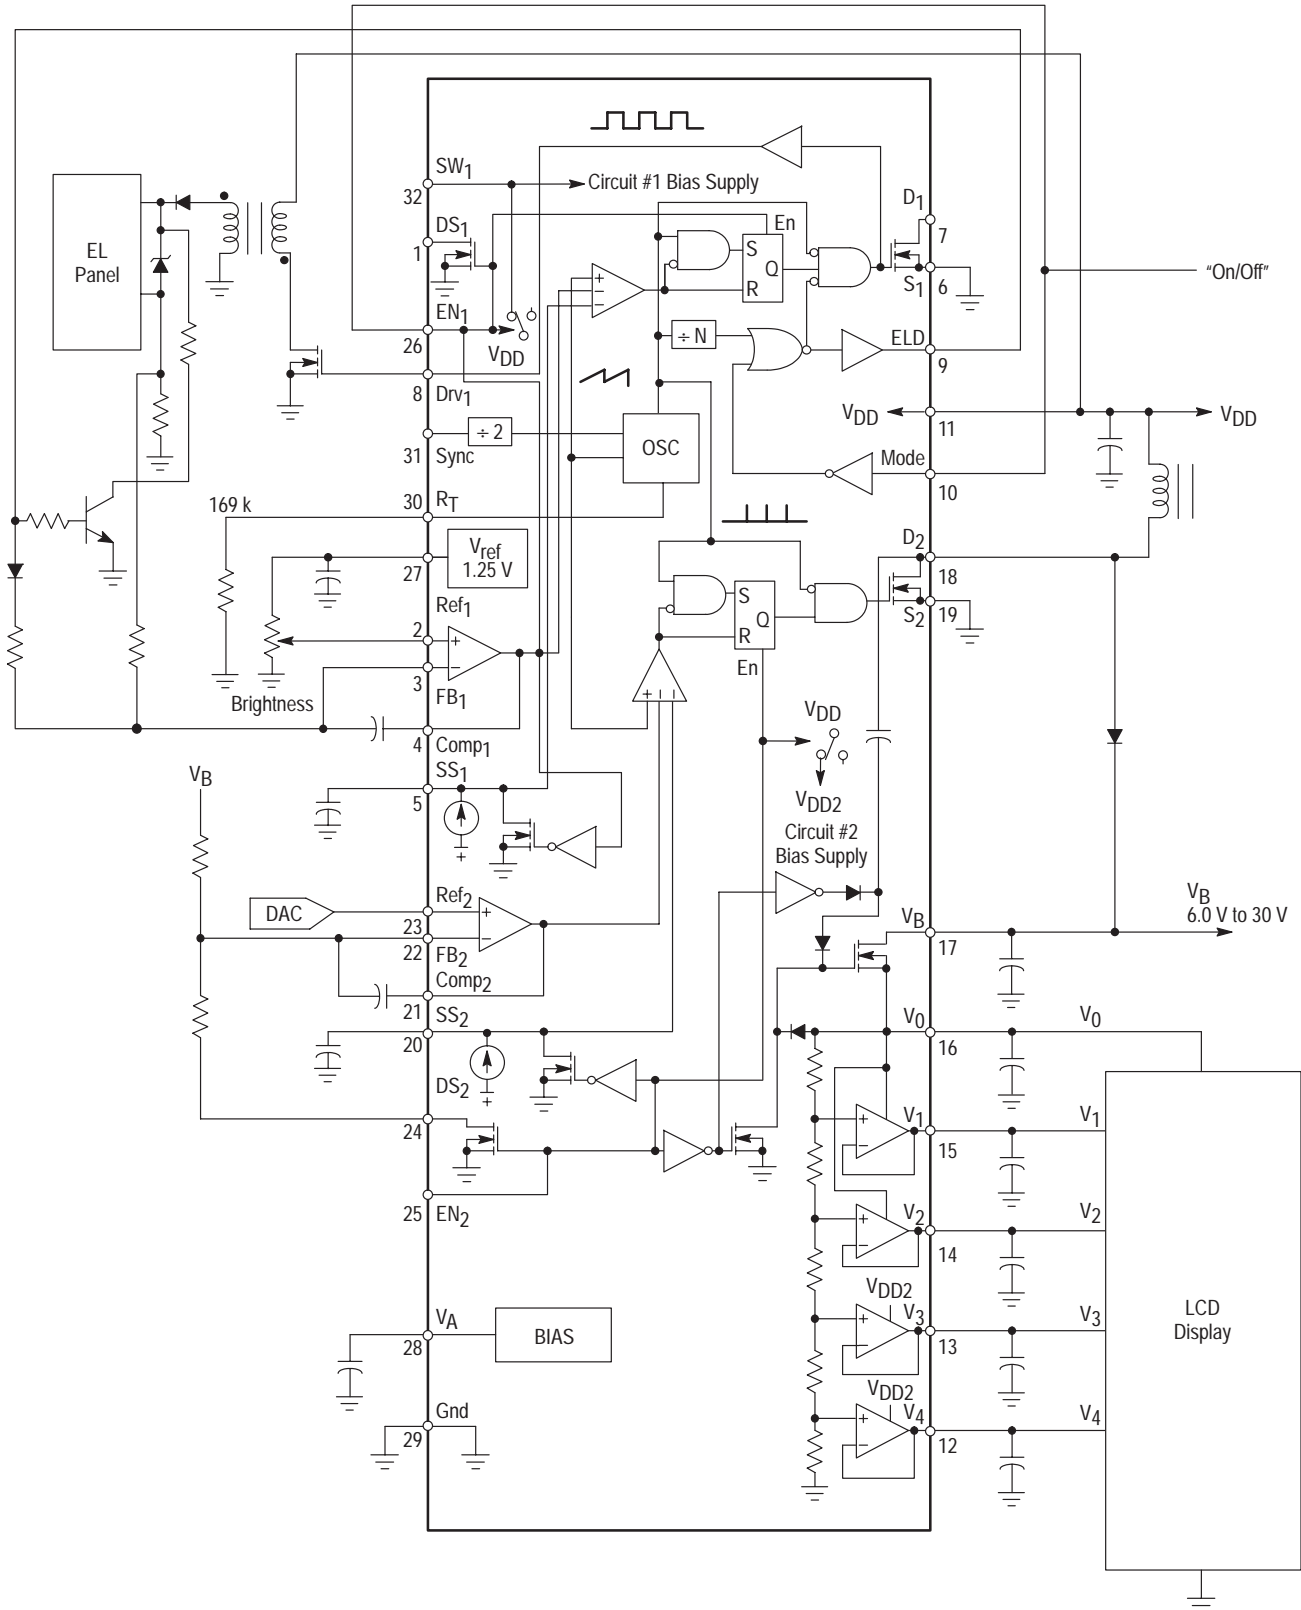 SW1
32
Circuit #1 Bias Supply
D1
7
DS1
1
En
S
Q
R
S1
6
"On/Off"
EL
Panel
+
–
–
EN1
26
VDD
÷ N
ELD
9
8
Drv1
VDD
11
VDD
÷ 2
31
Sync
OSC
Mode
10
169 k
30
RT
Vref
1.25 V
27
Ref1
D2
18
S
Q
R
En
S2
19
2
+
–
3
FB1
Brightness
+ – –
4
Comp1
VDD
VDD2
SS1
5
+
VB
Circuit #2
Bias Supply
DAC
Ref2
23
+
–
22
FB2
VB
17
VB
6.0 V to 30 V
Comp2
21
SS2
20
V0
16
V0
DS2
+
24
+
–
V1
15
V1
25
EN2
+
–
V2
14
V2
VDD2
+
–
V3
13
V3
LCD
Display
VA
28
BIAS
VDD2
+
–
V4
12
V4
Gnd
29